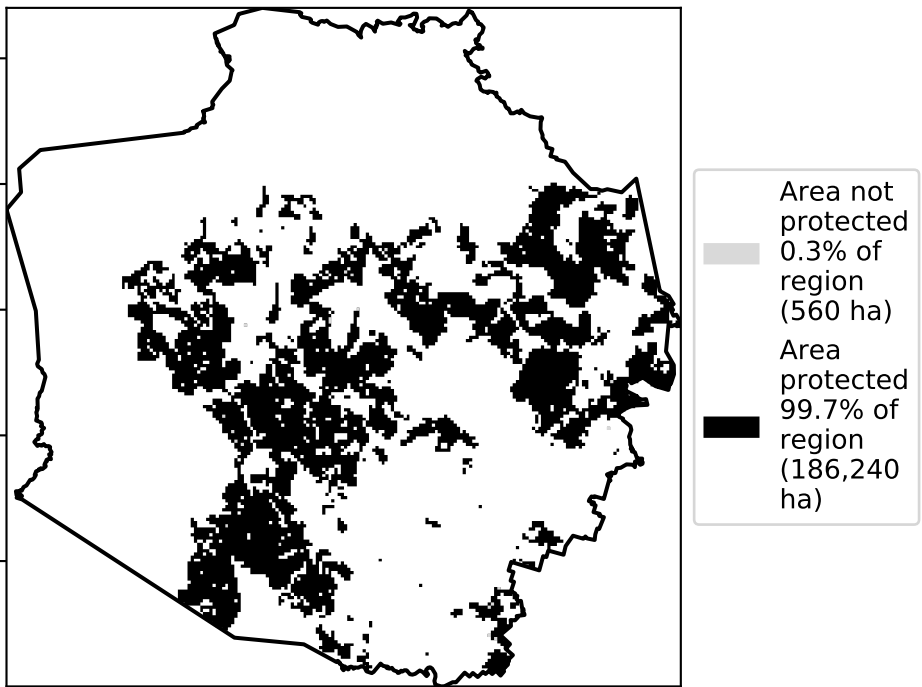 Area not
protected
0.3% of
region
(560 ha)
Area
protected
99.7% of
region
(186,240
ha)